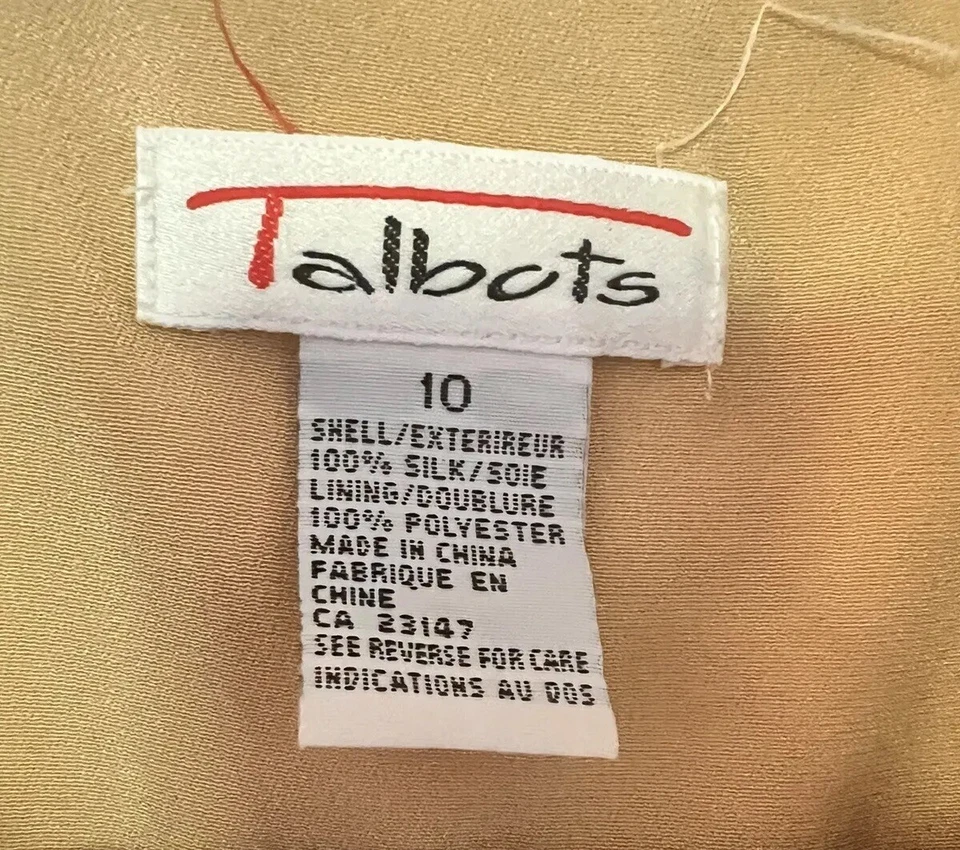 Talbots
10
SHELL/EXTERIREUR
100% SILK/SOIE
LINING/DOUBLURE
100% POLYESTER
MADE IN CHINA
FABRIQUE EN
CHINE
CA 23147
SEE REVERSE FOR CARE
INDICATIONS AU DOS